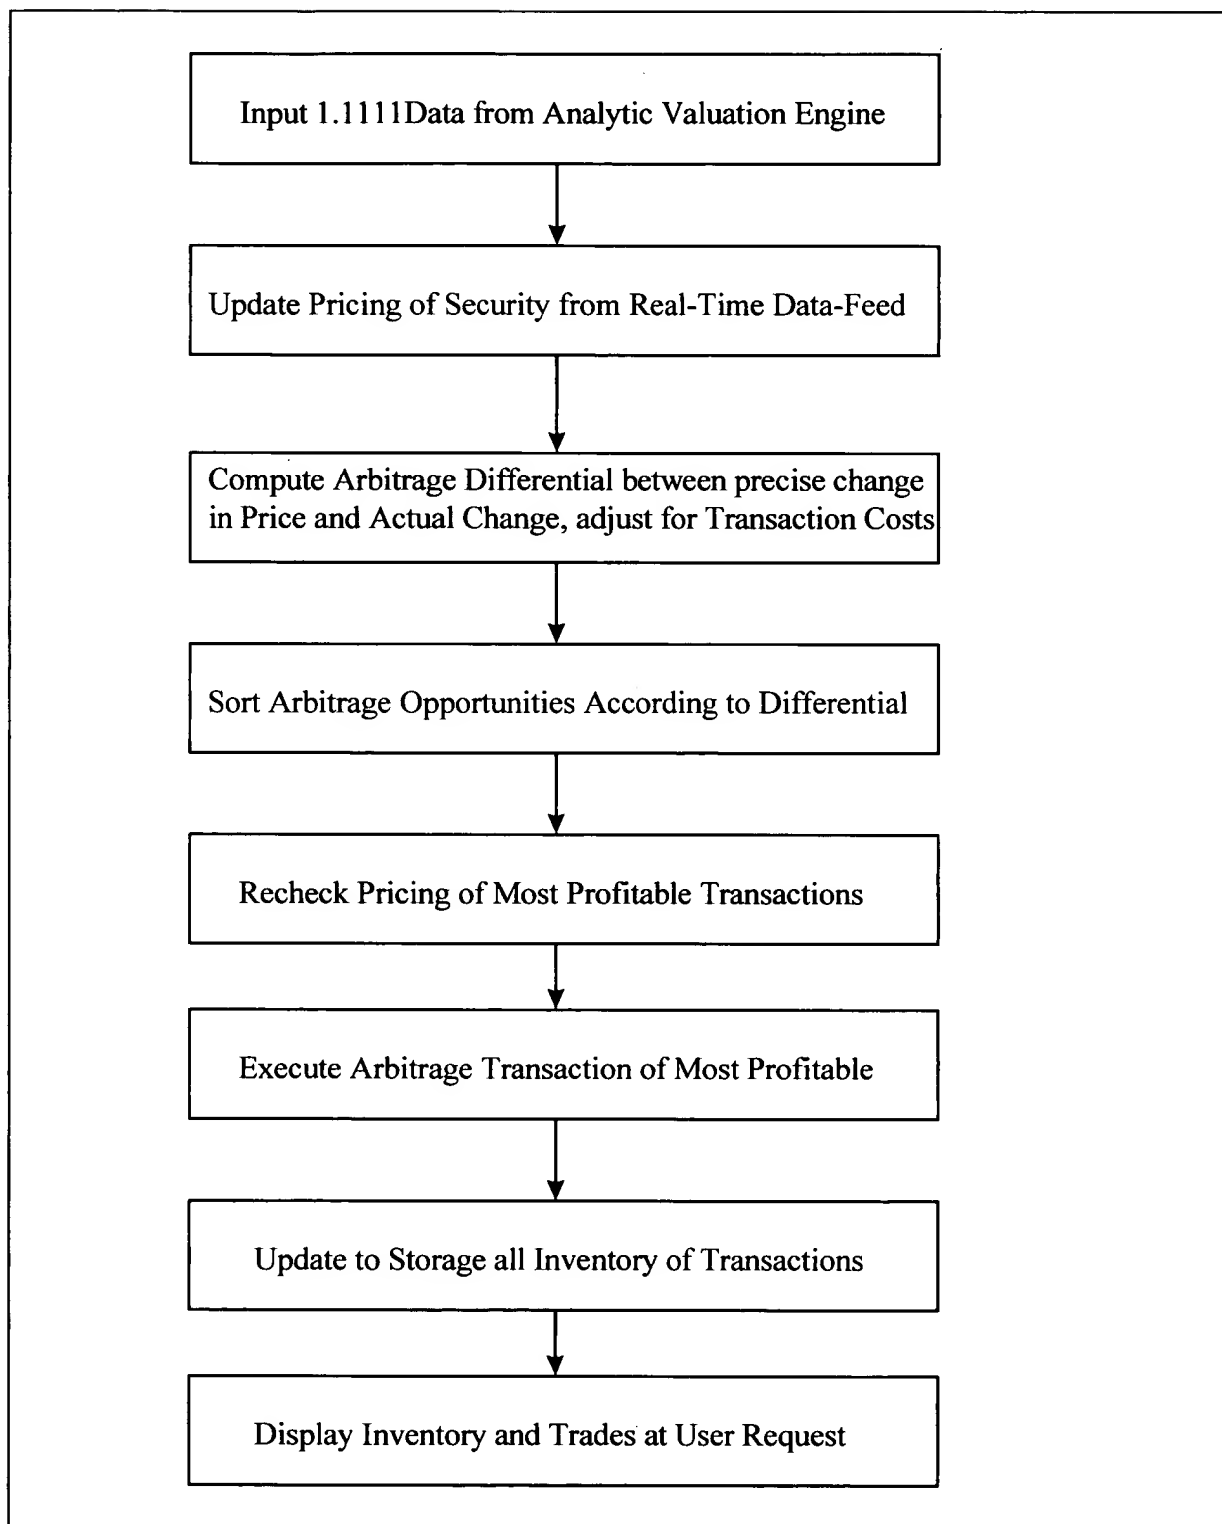 Input 1.1111Data from Analytic Valuation Engine
Update Pricing of Security from Real-Time Data-Feed
Compute Arbitrage Differential between precise change
in Price and Actual Change, adjust for Transaction Costs
Sort Arbitrage Opportunities According to Differential
Recheck Pricing of Most Profitable Transactions
Execute Arbitrage Transaction of Most Profitable
Update to Storage all Inventory of Transactions
Display Inventory and Trades at User Request